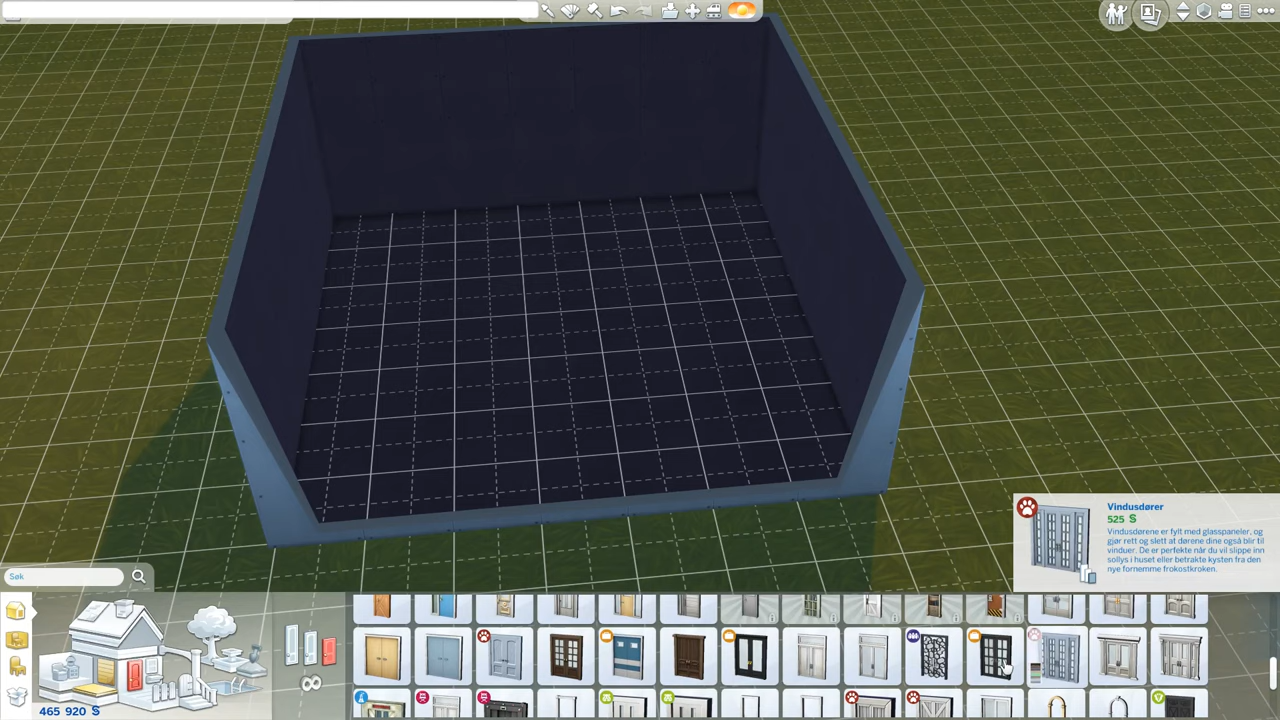 Vindusdører
525 $
Vindusdørene er fylt med glasspaneler, og
gjør rett og slett at dørene dine også blir til
vinduer. De er perfekte når du vil slippe inn
sollys i huset eller betrakte kysten fra den
nye fornemme frokostkroken.
Søk
465 920 $